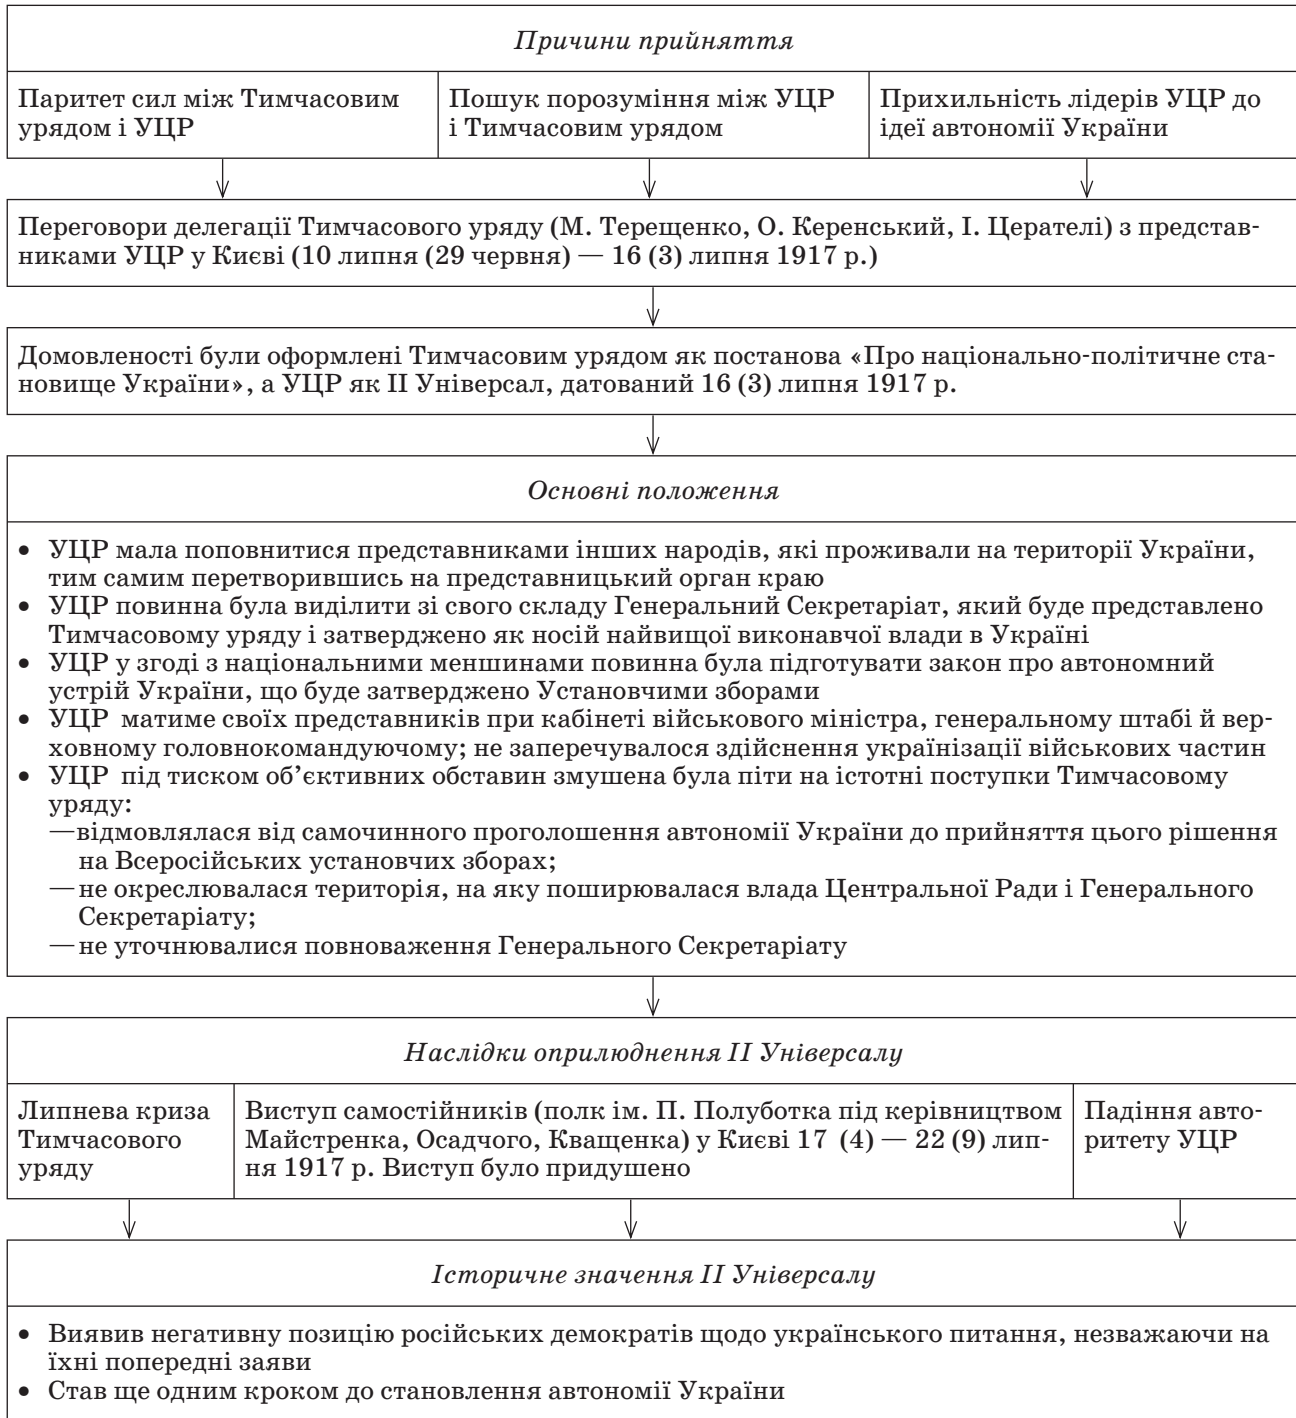 Причини прийняття
Паритет сил між Тимчасовим
урядом і УЦР
Пошук порозуміння між УЦР
і Тимчасовим урядом
Прихильність лідерів УЦР до
ідеї автономії України
Переговори делегації Тимчасового уряду (М. Терещенко, О. Керенський, І. Церателі) з представ-
никами УЦР у Києві (10 липня (29 червня) — 16 (3) липня 1917 р.)
Домовленості були оформлені Тимчасовим урядом як постанова «Про національно-політичне ста-
новище України», а УЦР як ІІ Універсал, датований 16 (3) липня 1917 р.
Основні положення
• УЦР мала поповнитися представниками інших народів, які проживали на території України,
тим самим перетворившись на представницький орган краю
• УЦР повинна була виділити зі свого складу Генеральний Секретаріат, який буде представлено
Тимчасовому уряду і затверджено як носій найвищої виконавчої влади в Україні
• УЦР у згоді з національними меншинами повинна була підготувати закон про автономний
устрій України, що буде затверджено Установчими зборами
• УЦР матиме своїх представників при кабінеті військового міністра, генеральному штабі й вер-
ховному головнокомандуючому; не заперечувалося здійснення українізації військових частин
• УЦР під тиском об’єктивних обставин змушена була піти на істотні поступки Тимчасовому
уряду:
— відмовлялася від самочинного проголошення автономії України до прийняття цього рішення
на Всеросійських установчих зборах;
— не окреслювалася територія, на яку поширювалася влада Центральної Ради і Генерального
Секретаріату;
— не уточнювалися повноваження Генерального Секретаріату
Наслідки оприлюднення ІІ Універсалу
Липнева криза
Тимчасового
уряду
Виступ самостійників (полк ім. П. Полуботка під керівництвом
Майстренка, Осадчого, Кващенка) у Києві 17 (4) — 22 (9) лип-
ня 1917 р. Виступ було придушено
Падіння авто-
ритету УЦР
Історичне значення ІІ Універсалу
• Виявив негативну позицію російських демократів щодо українського питання, незважаючи на
їхні попередні заяви
• Став ще одним кроком до становлення автономії України